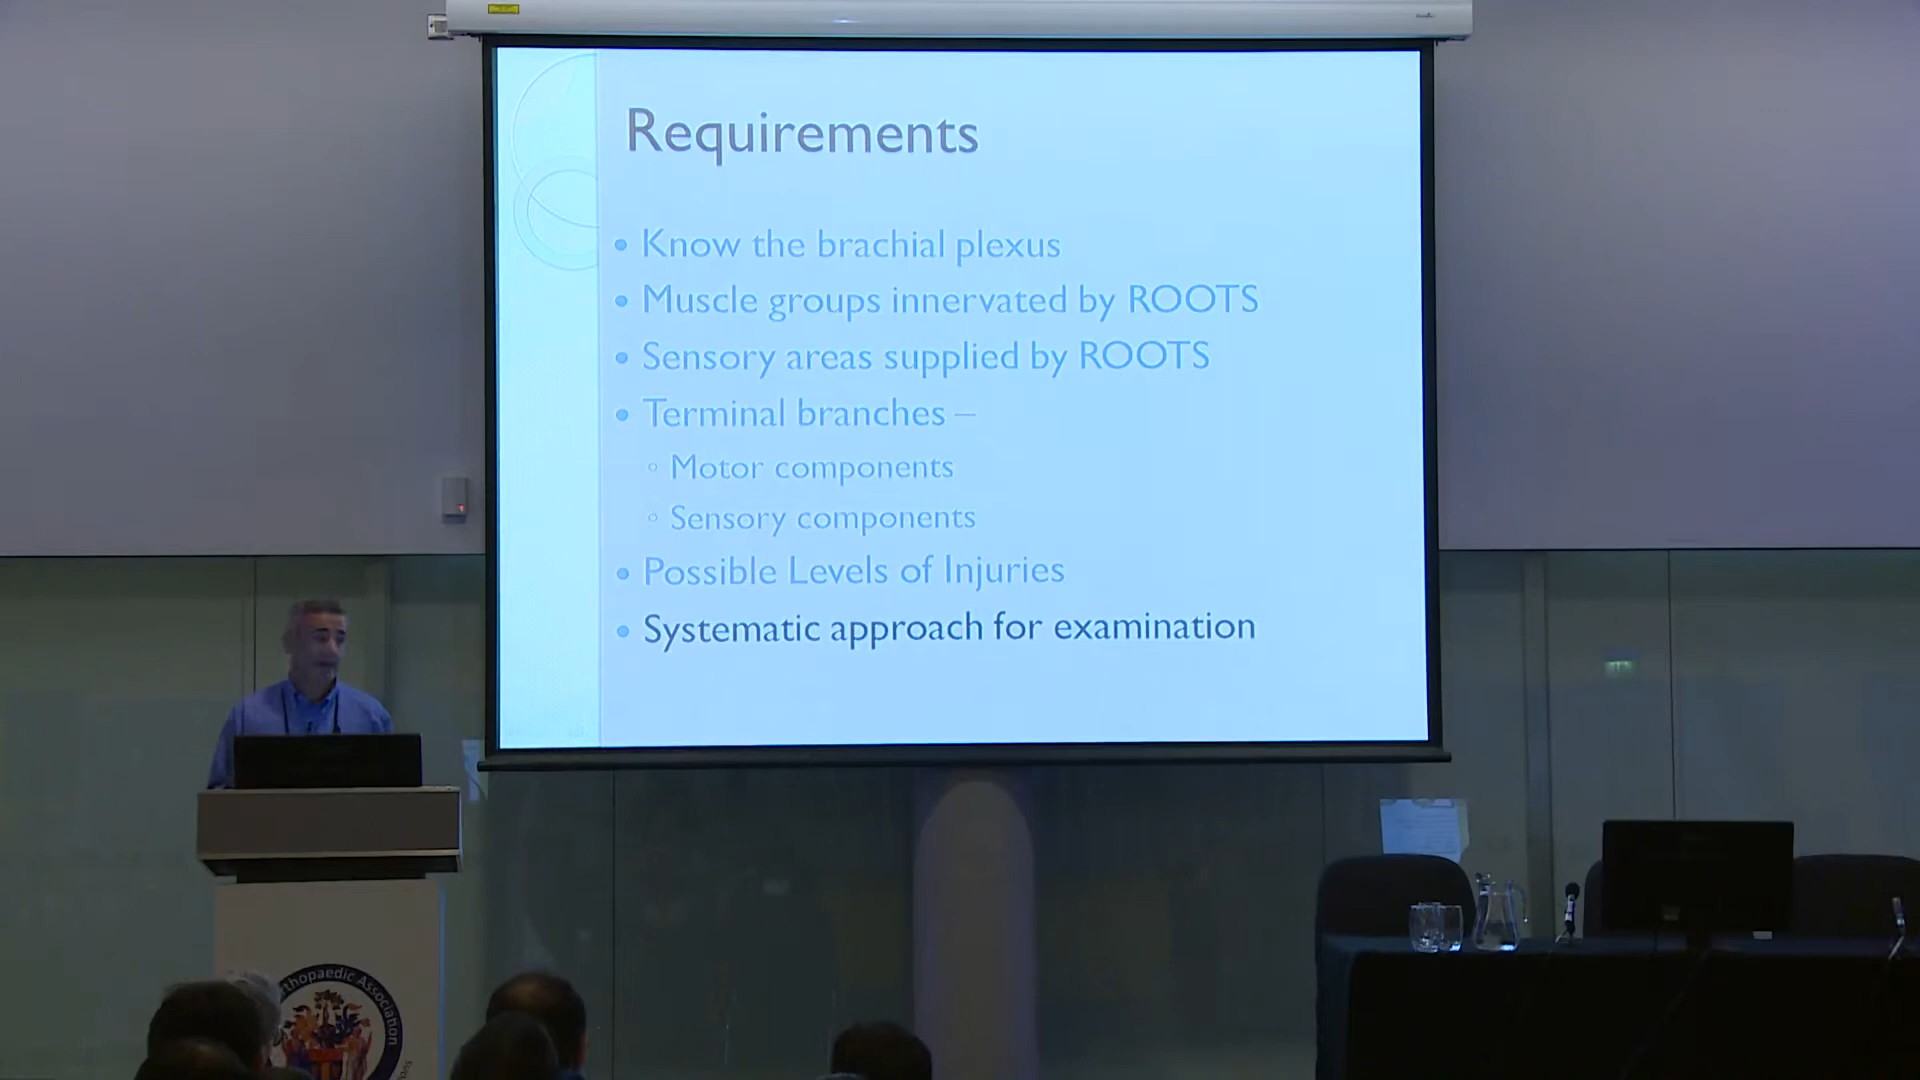 Requirements
• Know the brachial plexus
• Muscle groups innervated by ROOTS
• Sensory areas supplied by ROOTS
• Terminal branches –
◦ Motor components
◦ Sensory components
• Possible Levels of Injuries
• Systematic approach for examination
Association